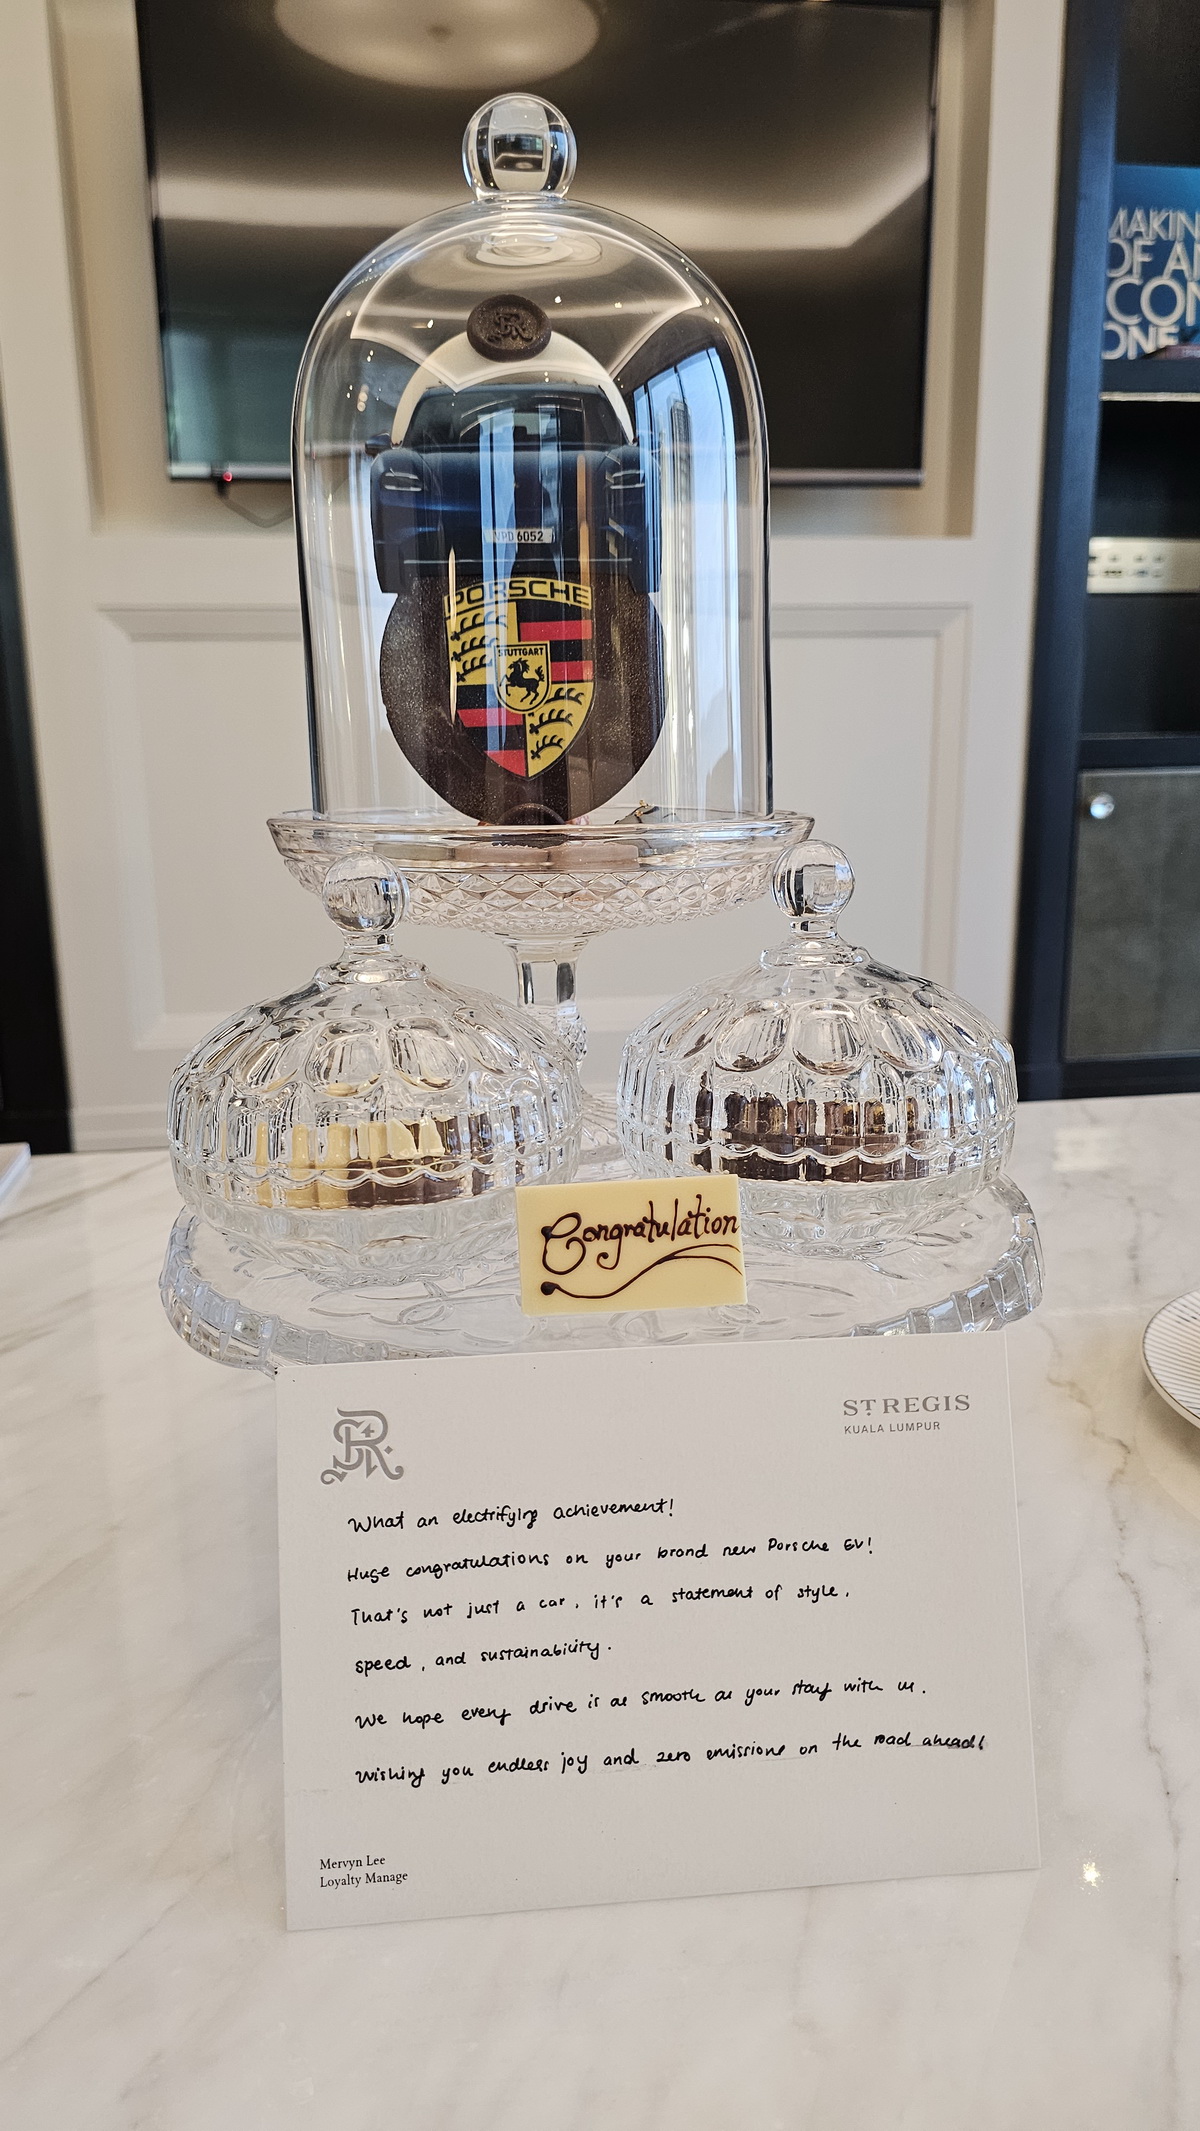 MAKIN
OF AN
ICON
ONE
6052
PORSCHE
STUTTGART
Congratulation
ST REGIS
KUALA LUMPUR
What an electrifying achievement!
Huge congratulations on your brand new Porsche EV!
That's not just a car, it's a statement of style,
speed, and sustainability.
We hope every drive is as smooth as your stay with us.
Wishing you endless joy and zero emissions on the road ahead!
Mervyn Lee
Loyalty Manage